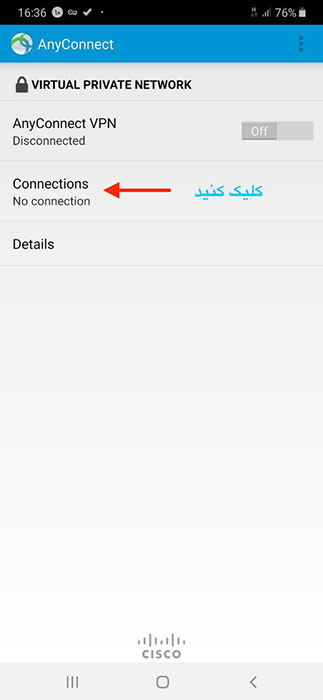 16:36
76%
AnyConnect
VIRTUAL PRIVATE NETWORK
AnyConnect VPN
Disconnected
Off
Connections
No connection
کلیک کنید
Details
CISCO